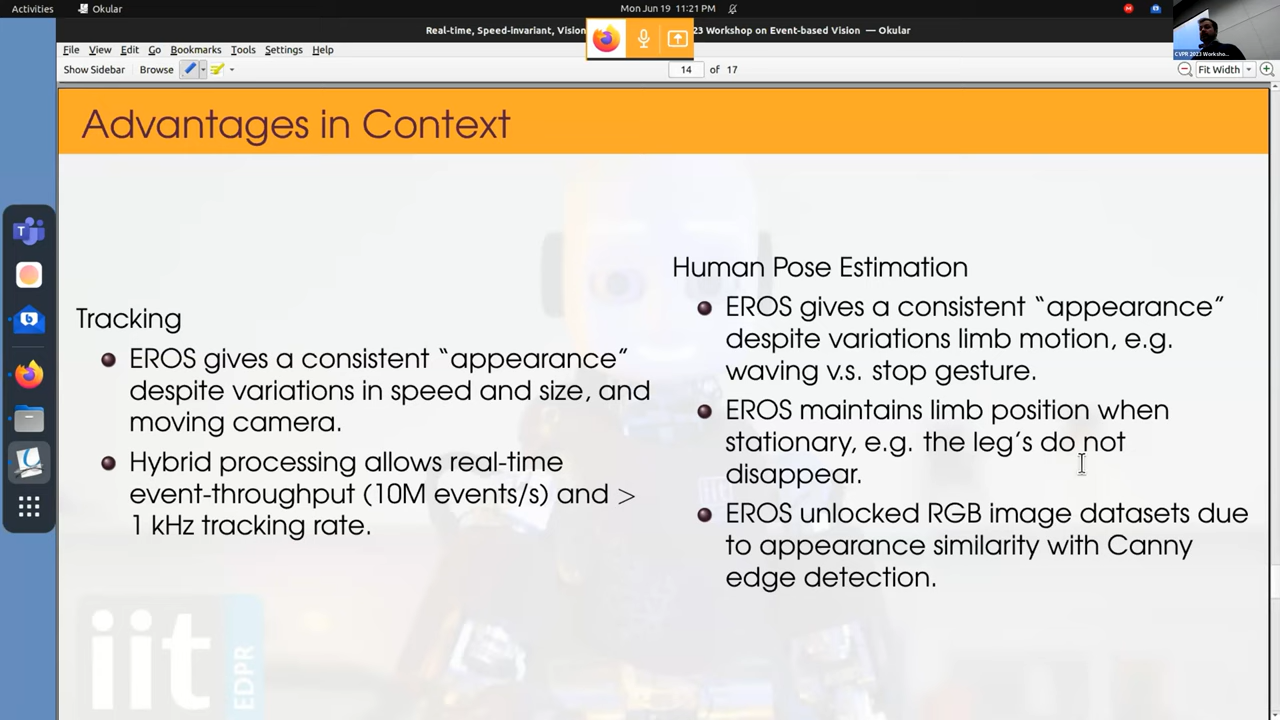 Activities
Okular
Mon Jun 19 11:21 PM
Real-time, Speed-invariant, Vision
23 Workshop on Event-based Vision — Okular
File View Edit Go Bookmarks Tools Settings Help
Show Sidebar Browse
14 of 17
Fit Width
CVPR 2023 Worksho...
Advantages in Context
Tracking
EROS gives a consistent “appearance”
despite variations in speed and size, and
moving camera.
Hybrid processing allows real-time
event-throughput (10M events/s) and >
1 kHz tracking rate.
Human Pose Estimation
EROS gives a consistent “appearance”
despite variations limb motion, e.g.
waving v.s. stop gesture.
EROS maintains limb position when
stationary, e.g. the leg’s do not
disappear.
EROS unlocked RGB image datasets due
to appearance similarity with Canny
edge detection.
iit
EDPR